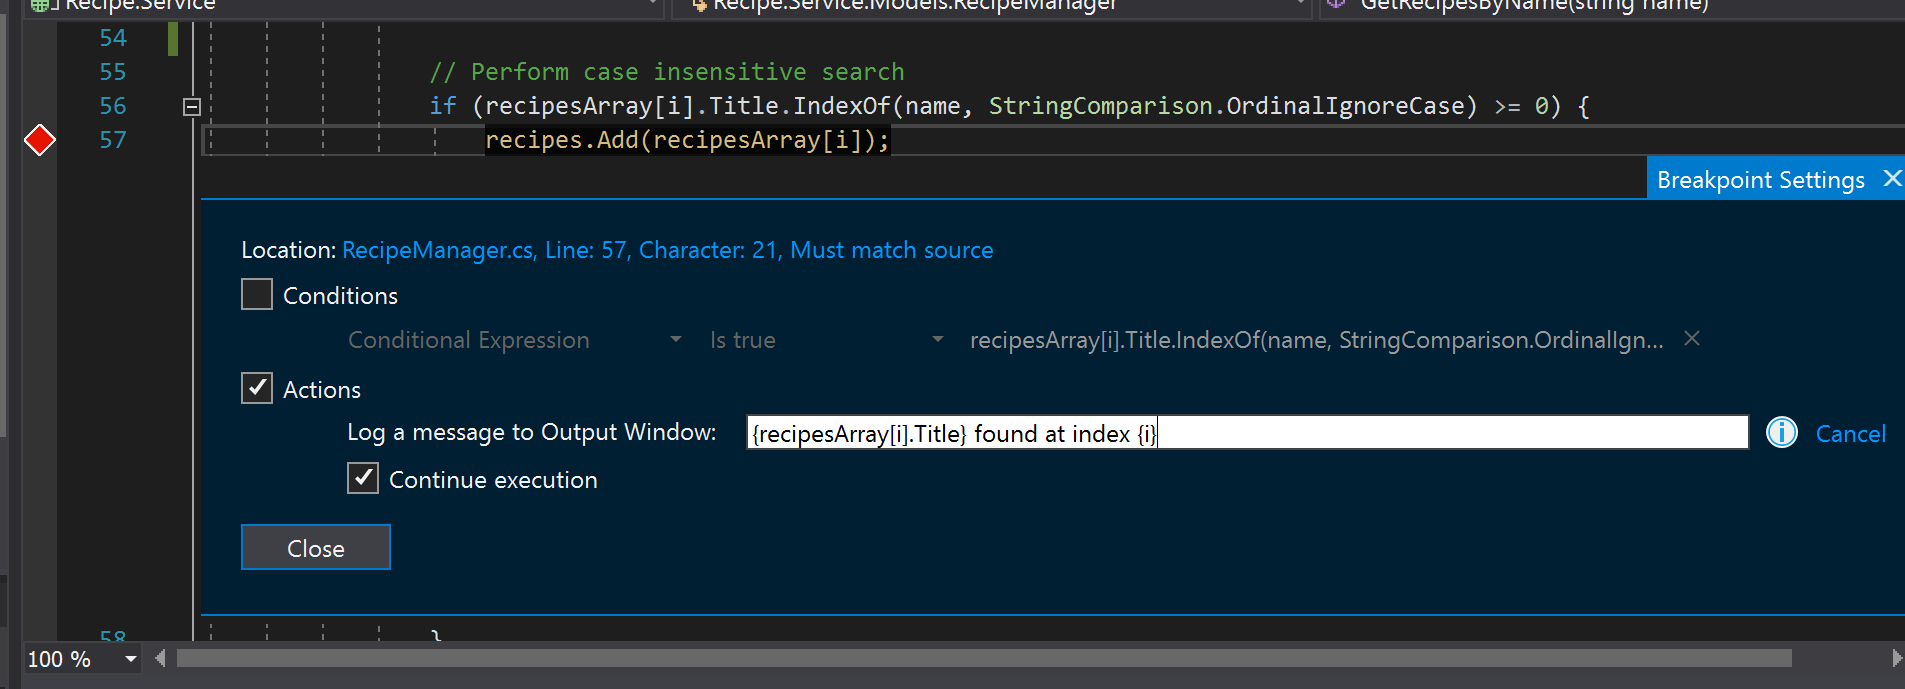 Recipe.Service Recipe.Service.Models.RecipeManager GetRecipesByName(string name)
54
55 // Perform case insensitive search
56 if (recipesArray[i].Title.IndexOf(name, StringComparison.OrdinalIgnoreCase) >= 0) {
57 recipes.Add(recipesArray[i]);
Breakpoint Settings
Location: RecipeManager.cs, Line: 57, Character: 21, Must match source
Conditions
Conditional Expression Is true recipesArray[i].Title.IndexOf(name, StringComparison.OrdinalIgn...
Actions
Log a message to Output Window: {recipesArray[i].Title} found at index {i} Cancel
Continue execution
Close
58 }
100 %